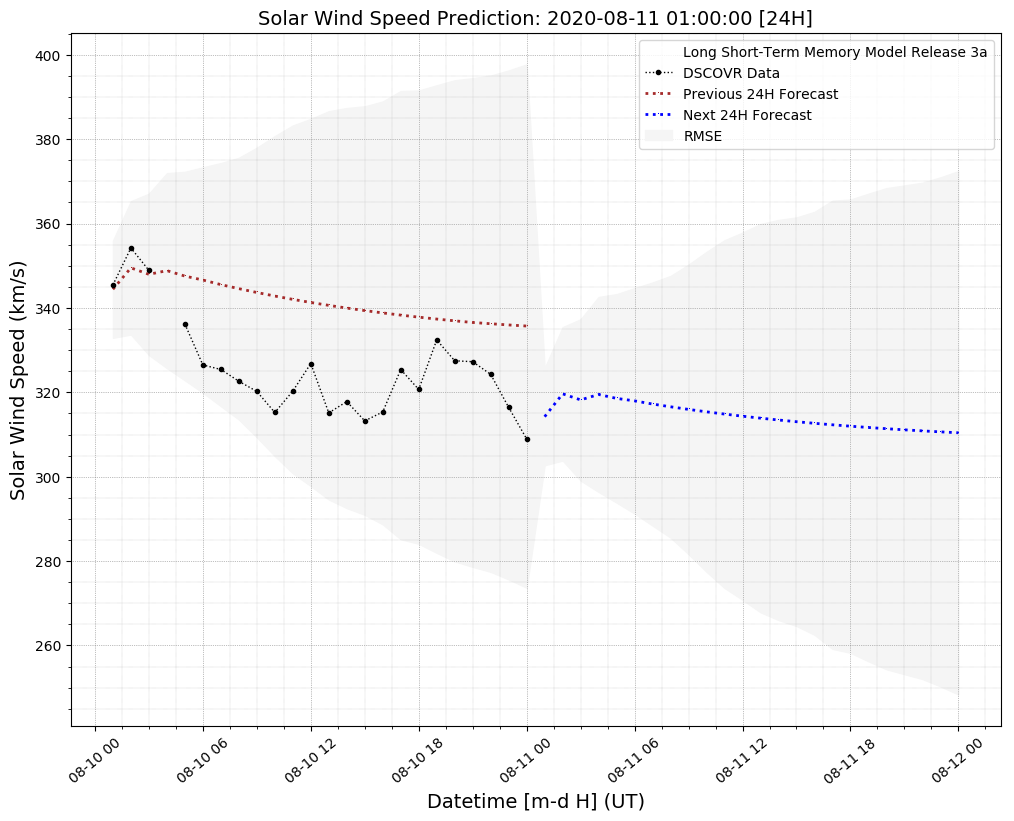 Solar Wind Speed Prediction: 2020-08-11 01:00:00 [24H]
Long Short-Term Memory Model Release 3a
DSCOVR Data
Previous 24H Forecast
Next 24H Forecast
RMSE
Solar Wind Speed (km/s)
400
380
360
340
320
300
280
260
08-10 00
08-10 06
08-10 12
08-10 18
08-11 00
08-11 06
08-11 12
08-11 18
08-12 00
Datetime [m-d H] (UT)